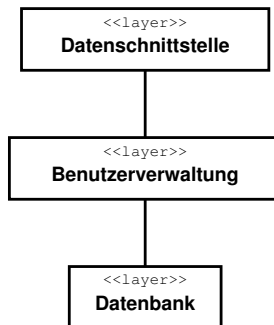 <<layer>>
Datenschnittstelle
<<layer>>
Benutzerverwaltung
<<layer>>
Datenbank